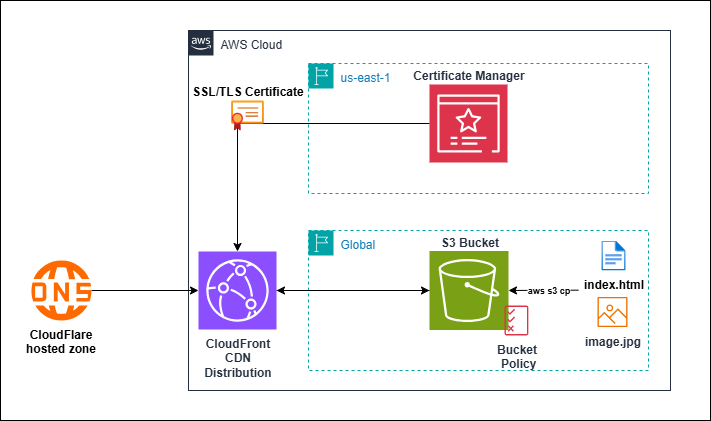 aws
AWS Cloud
us-east-1
Certificate Manager
SSL/TLS Certificate
Global
S3 Bucket
aws s3 cp
index.html
image.jpg
Bucket
Policy
DNS
CloudFlare
hosted zone
CloudFront
CDN
Distribution